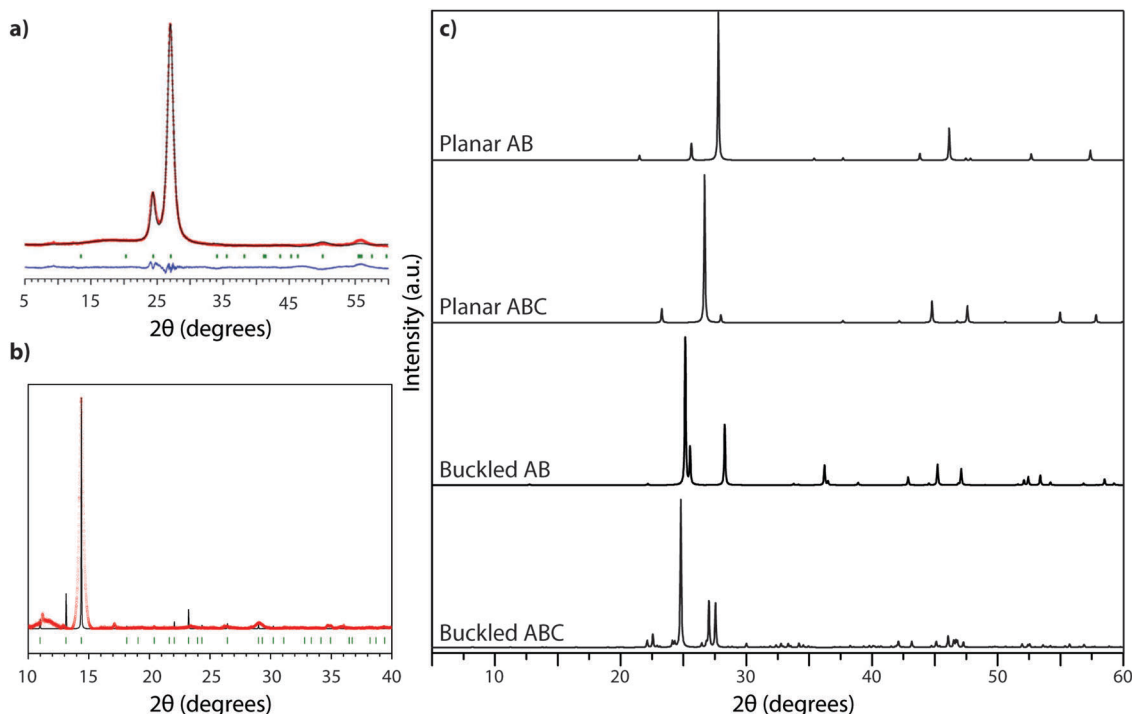 a)
5 15 25 35 45 55
2θ (degrees)
b)
10 15 20 25 30 35 40
2θ (degrees)
c)
Intensity (a.u.)
Planar AB
Planar ABC
Buckled AB
Buckled ABC
20 30 40 50 60
2θ (degrees)